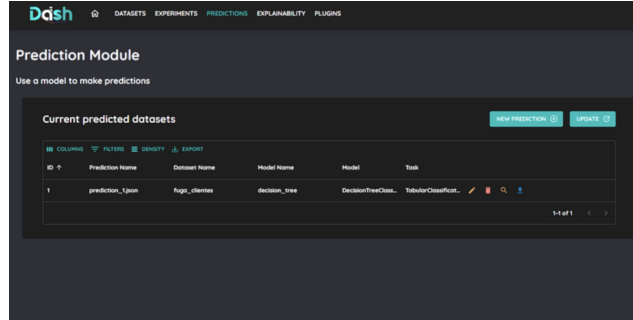 Dash
DATASETS EXPERIMENTS PREDICTIONS EXPLAINABILITY PLUGINS
Prediction Module
Use a model to make predictions
Current predicted datasets
NEW PREDICTION
UPDATE
COLUMNS FILTERS DENSITY EXPORT
ID Prediction Name Dataset Name Model Name Model Task
1 prediction_1.json fuga_clientes decision_tree DecisionTreeClass... TabularClassificat...
1-1 of 1